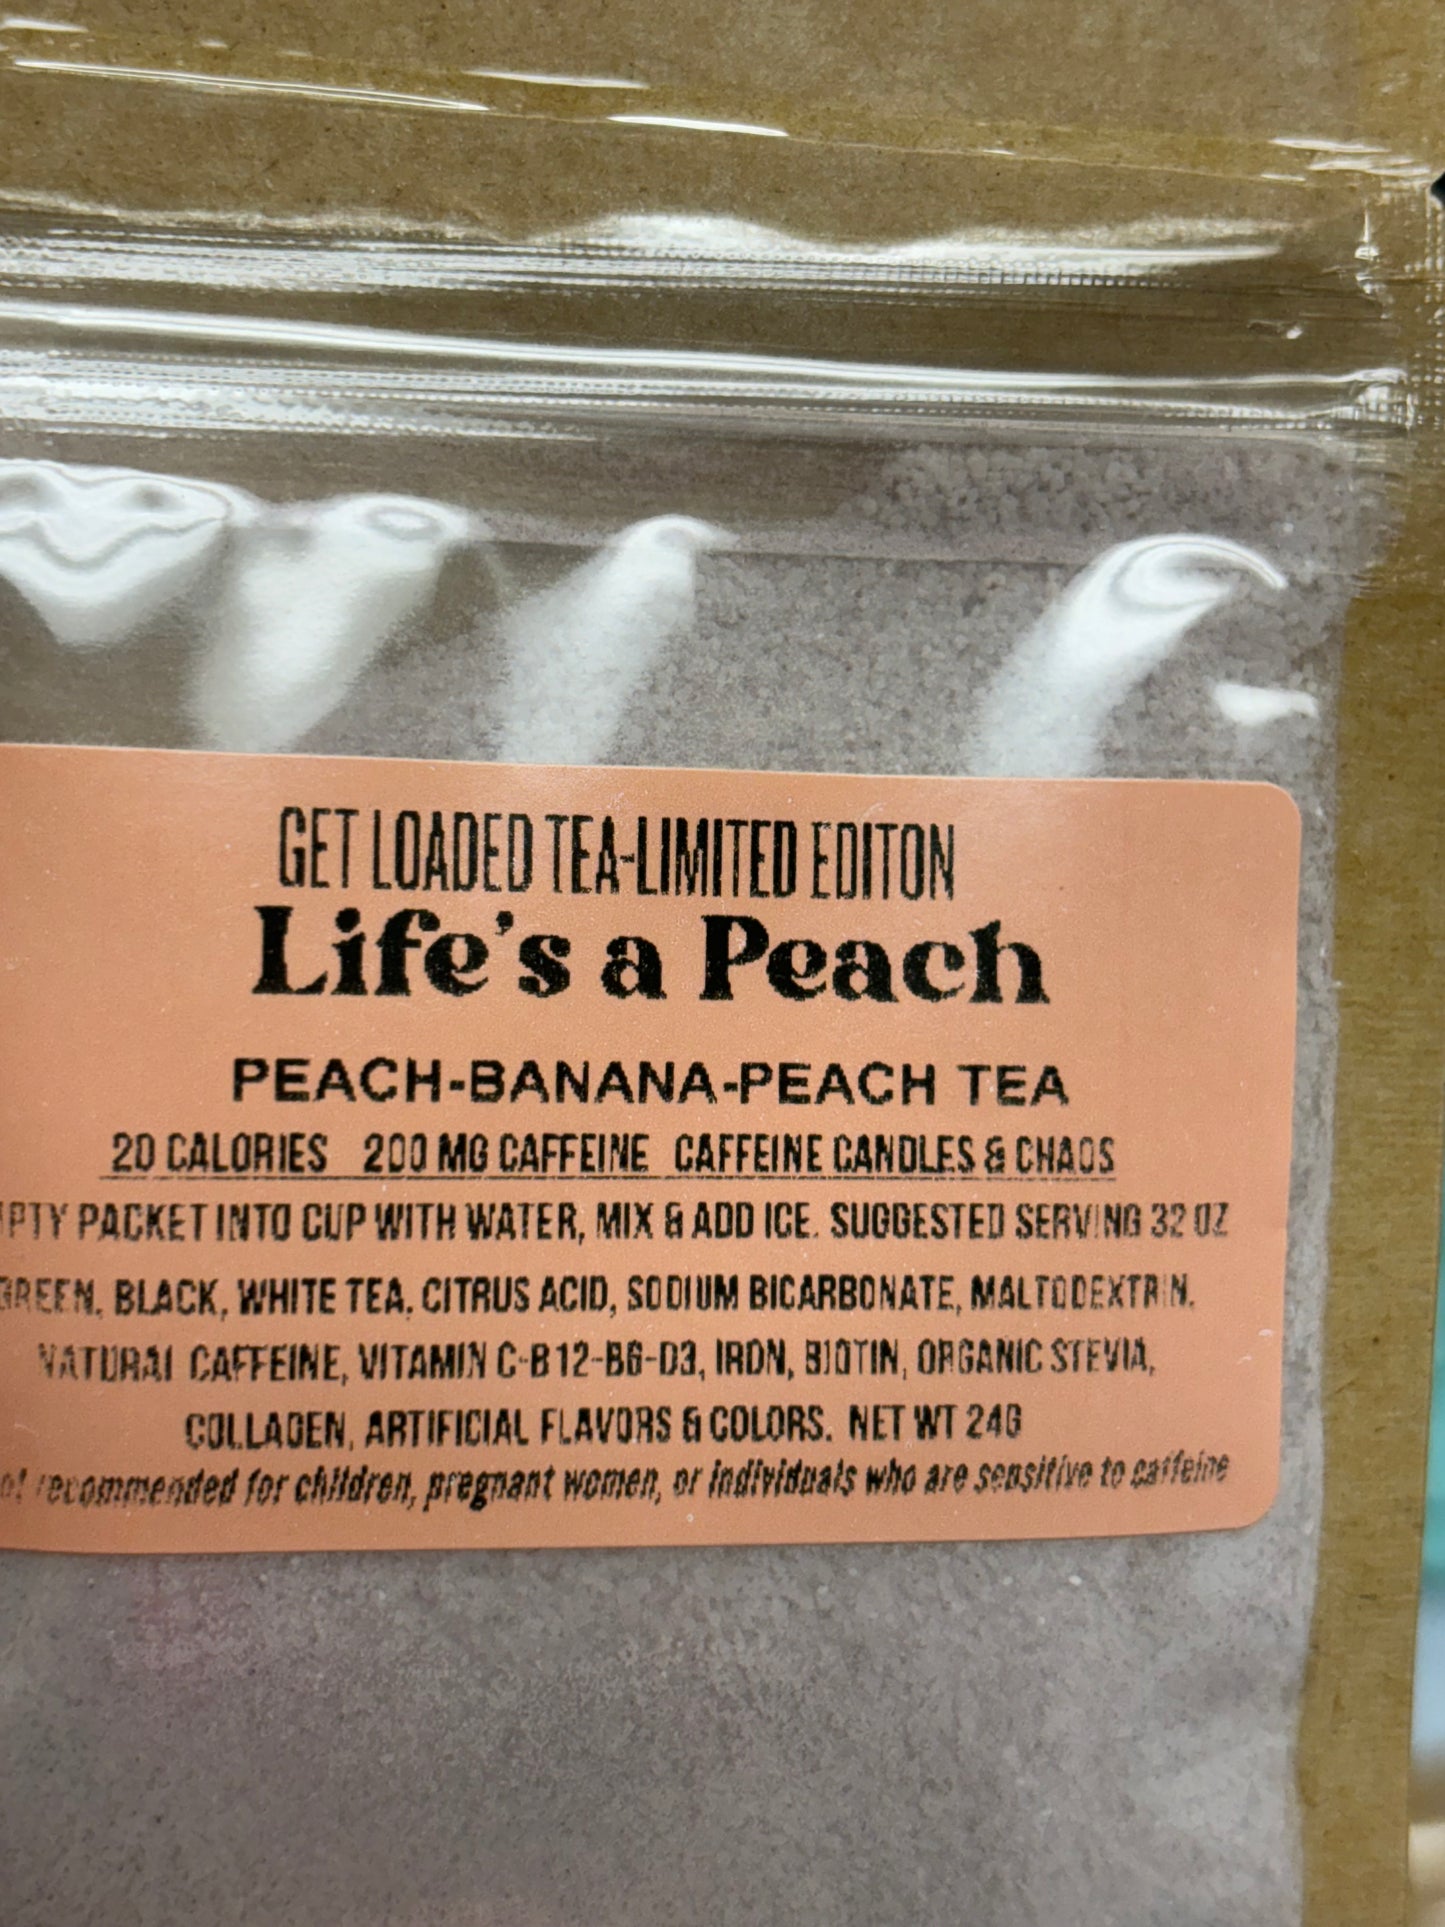 GET LOADED TEA-LIMITED EDITON
Life's a Peach
PEACH-BANANA-PEACH TEA
20 CALORIES 200 MG CAFFEINE CAFFEINE CANDLES & CHAOS
PTY PACKET INTO CUP WITH WATER, MIX & ADD ICE. SUGGESTED SERVING 32 OZ
GREEN, BLACK, WHITE TEA, CITRUS ACID, SODIUM BICARBONATE, MALTODEXTRIN,
NATURAL CAFFEINE, VITAMIN C-B12-B6-D3, IRON, BIOTIN, ORGANIC STEVIA,
COLLAGEN, ARTIFICIAL FLAVORS & COLORS. NET WT 24G
ot recommended for children, pregnant women, or individuals who are sensitive to caffeine